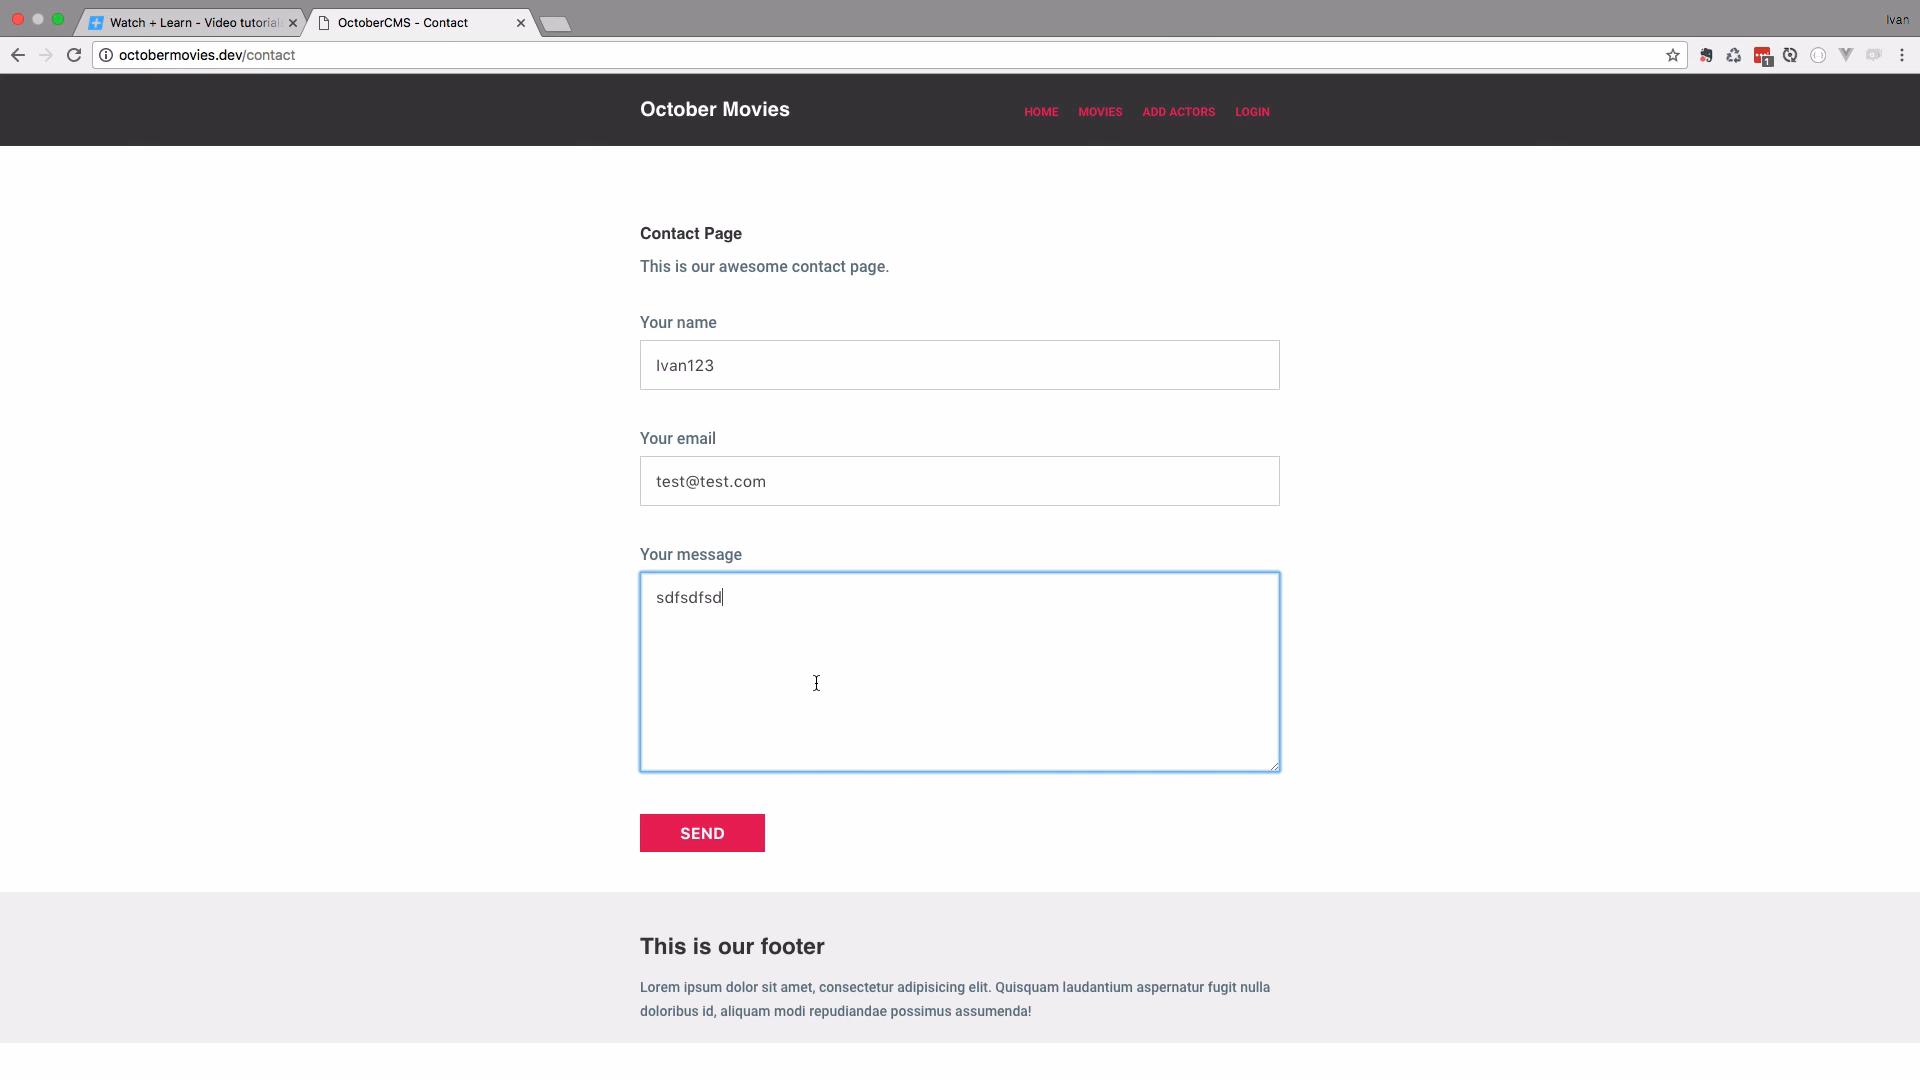 Watch + Learn - Video tutorial
OctoberCMS - Contact
Ivan
octobermovies.dev/contact
1
October Movies
HOME
MOVIES
ADD ACTORS
LOGIN
Contact Page
This is our awesome contact page.
Your name
Ivan123
Your email
test@test.com
Your message
sdfsdfsd
SEND
This is our footer
Lorem ipsum dolor sit amet, consectetur adipisicing elit. Quisquam laudantium aspernatur fugit nulla
doloribus id, aliquam modi repudiandae possimus assumenda!